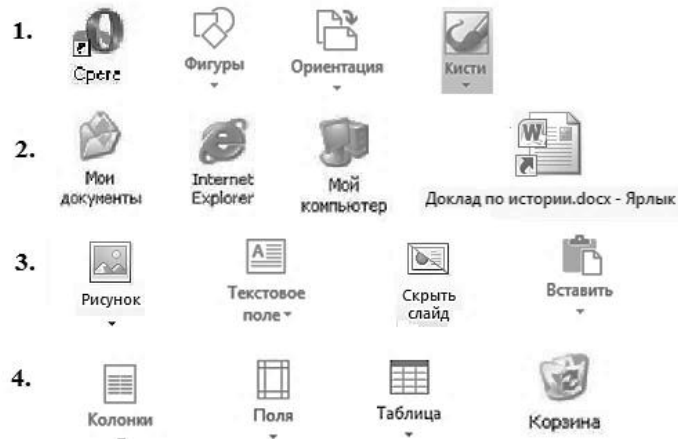 1.
Opera
Фигуры
Ориентация
Кисти
2.
Мои
документы
Internet
Explorer
Мой
компьютер
W
Доклад по истории.docx - Ярлык
3.
Рисунок
A
Текстовое
поле
Скрыть
слайд
Вставить
4.
Колонки
Поля
Таблица
Корзина